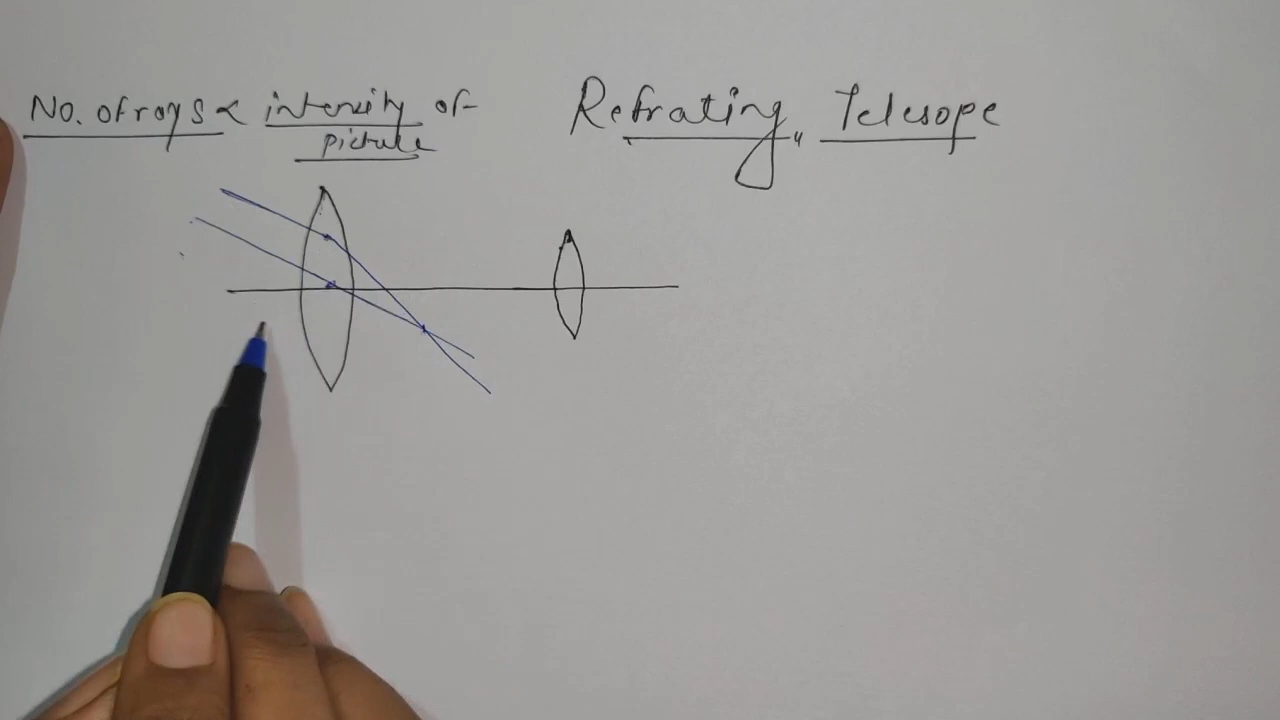 No. of rays ∝ intensity of
picture
Refrating Telesope